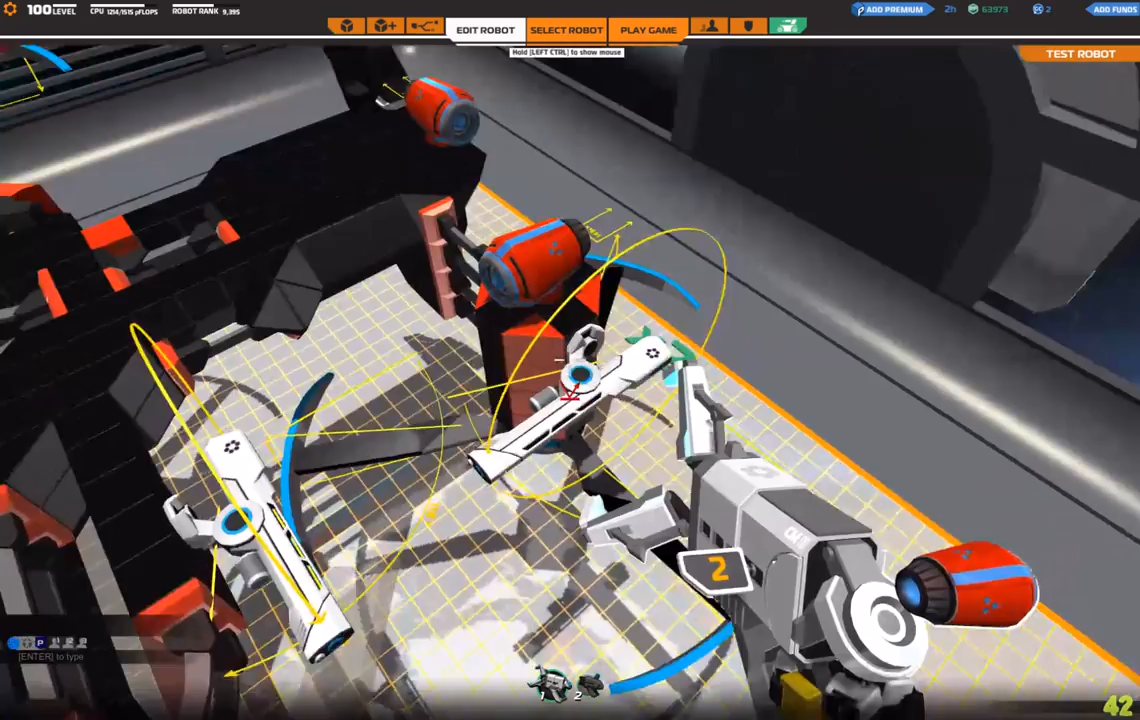 100 LEVEL
CPU 1214/1515 pFLOPS
ROBOT RANK 9,395
EDIT ROBOT
SELECT ROBOT
PLAY GAME
P ADD PREMIUM
2h
63973
2
ADD FUNDS
Hold [LEFT CTRL] to show mouse
TEST ROBOT
2
P
[ENTER] to type
1
2
42